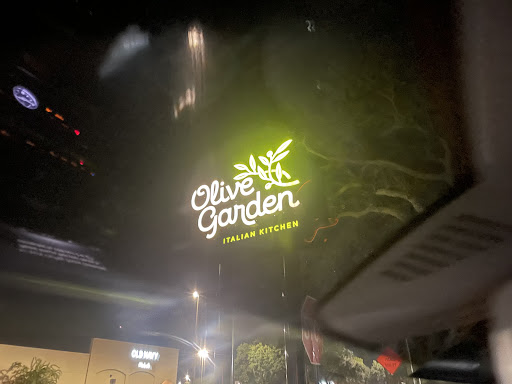 Olive
Garden
ITALIAN KITCHEN
OLD NAVY